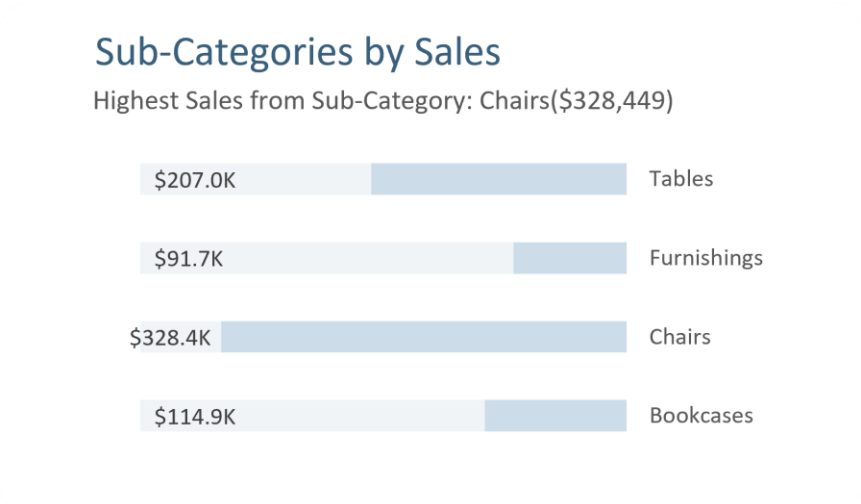 Sub-Categories by Sales
Highest Sales from Sub-Category: Chairs($328,449)
$207.0K Tables
$91.7K Furnishings
$328.4K Chairs
$114.9K Bookcases